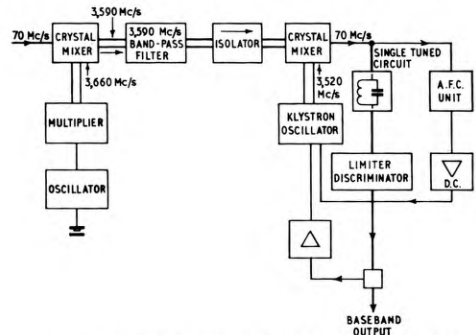 3,590 Mc/s
70 Mc/s
CRYSTAL
MIXER
3,590 Mc/s
BAND-PASS
FILTER
ISOLATOR
CRYSTAL
MIXER
70 Mc/s
SINGLE TUNED
CIRCUIT
3,660 Mc/s
3,520
Mc/s
A.F.C.
UNIT
MULTIPLIER
KLYSTRON
OSCILLATOR
LIMITER
DISCRIMINATOR
D.C.
OSCILLATOR
BASEBAND
OUTPUT